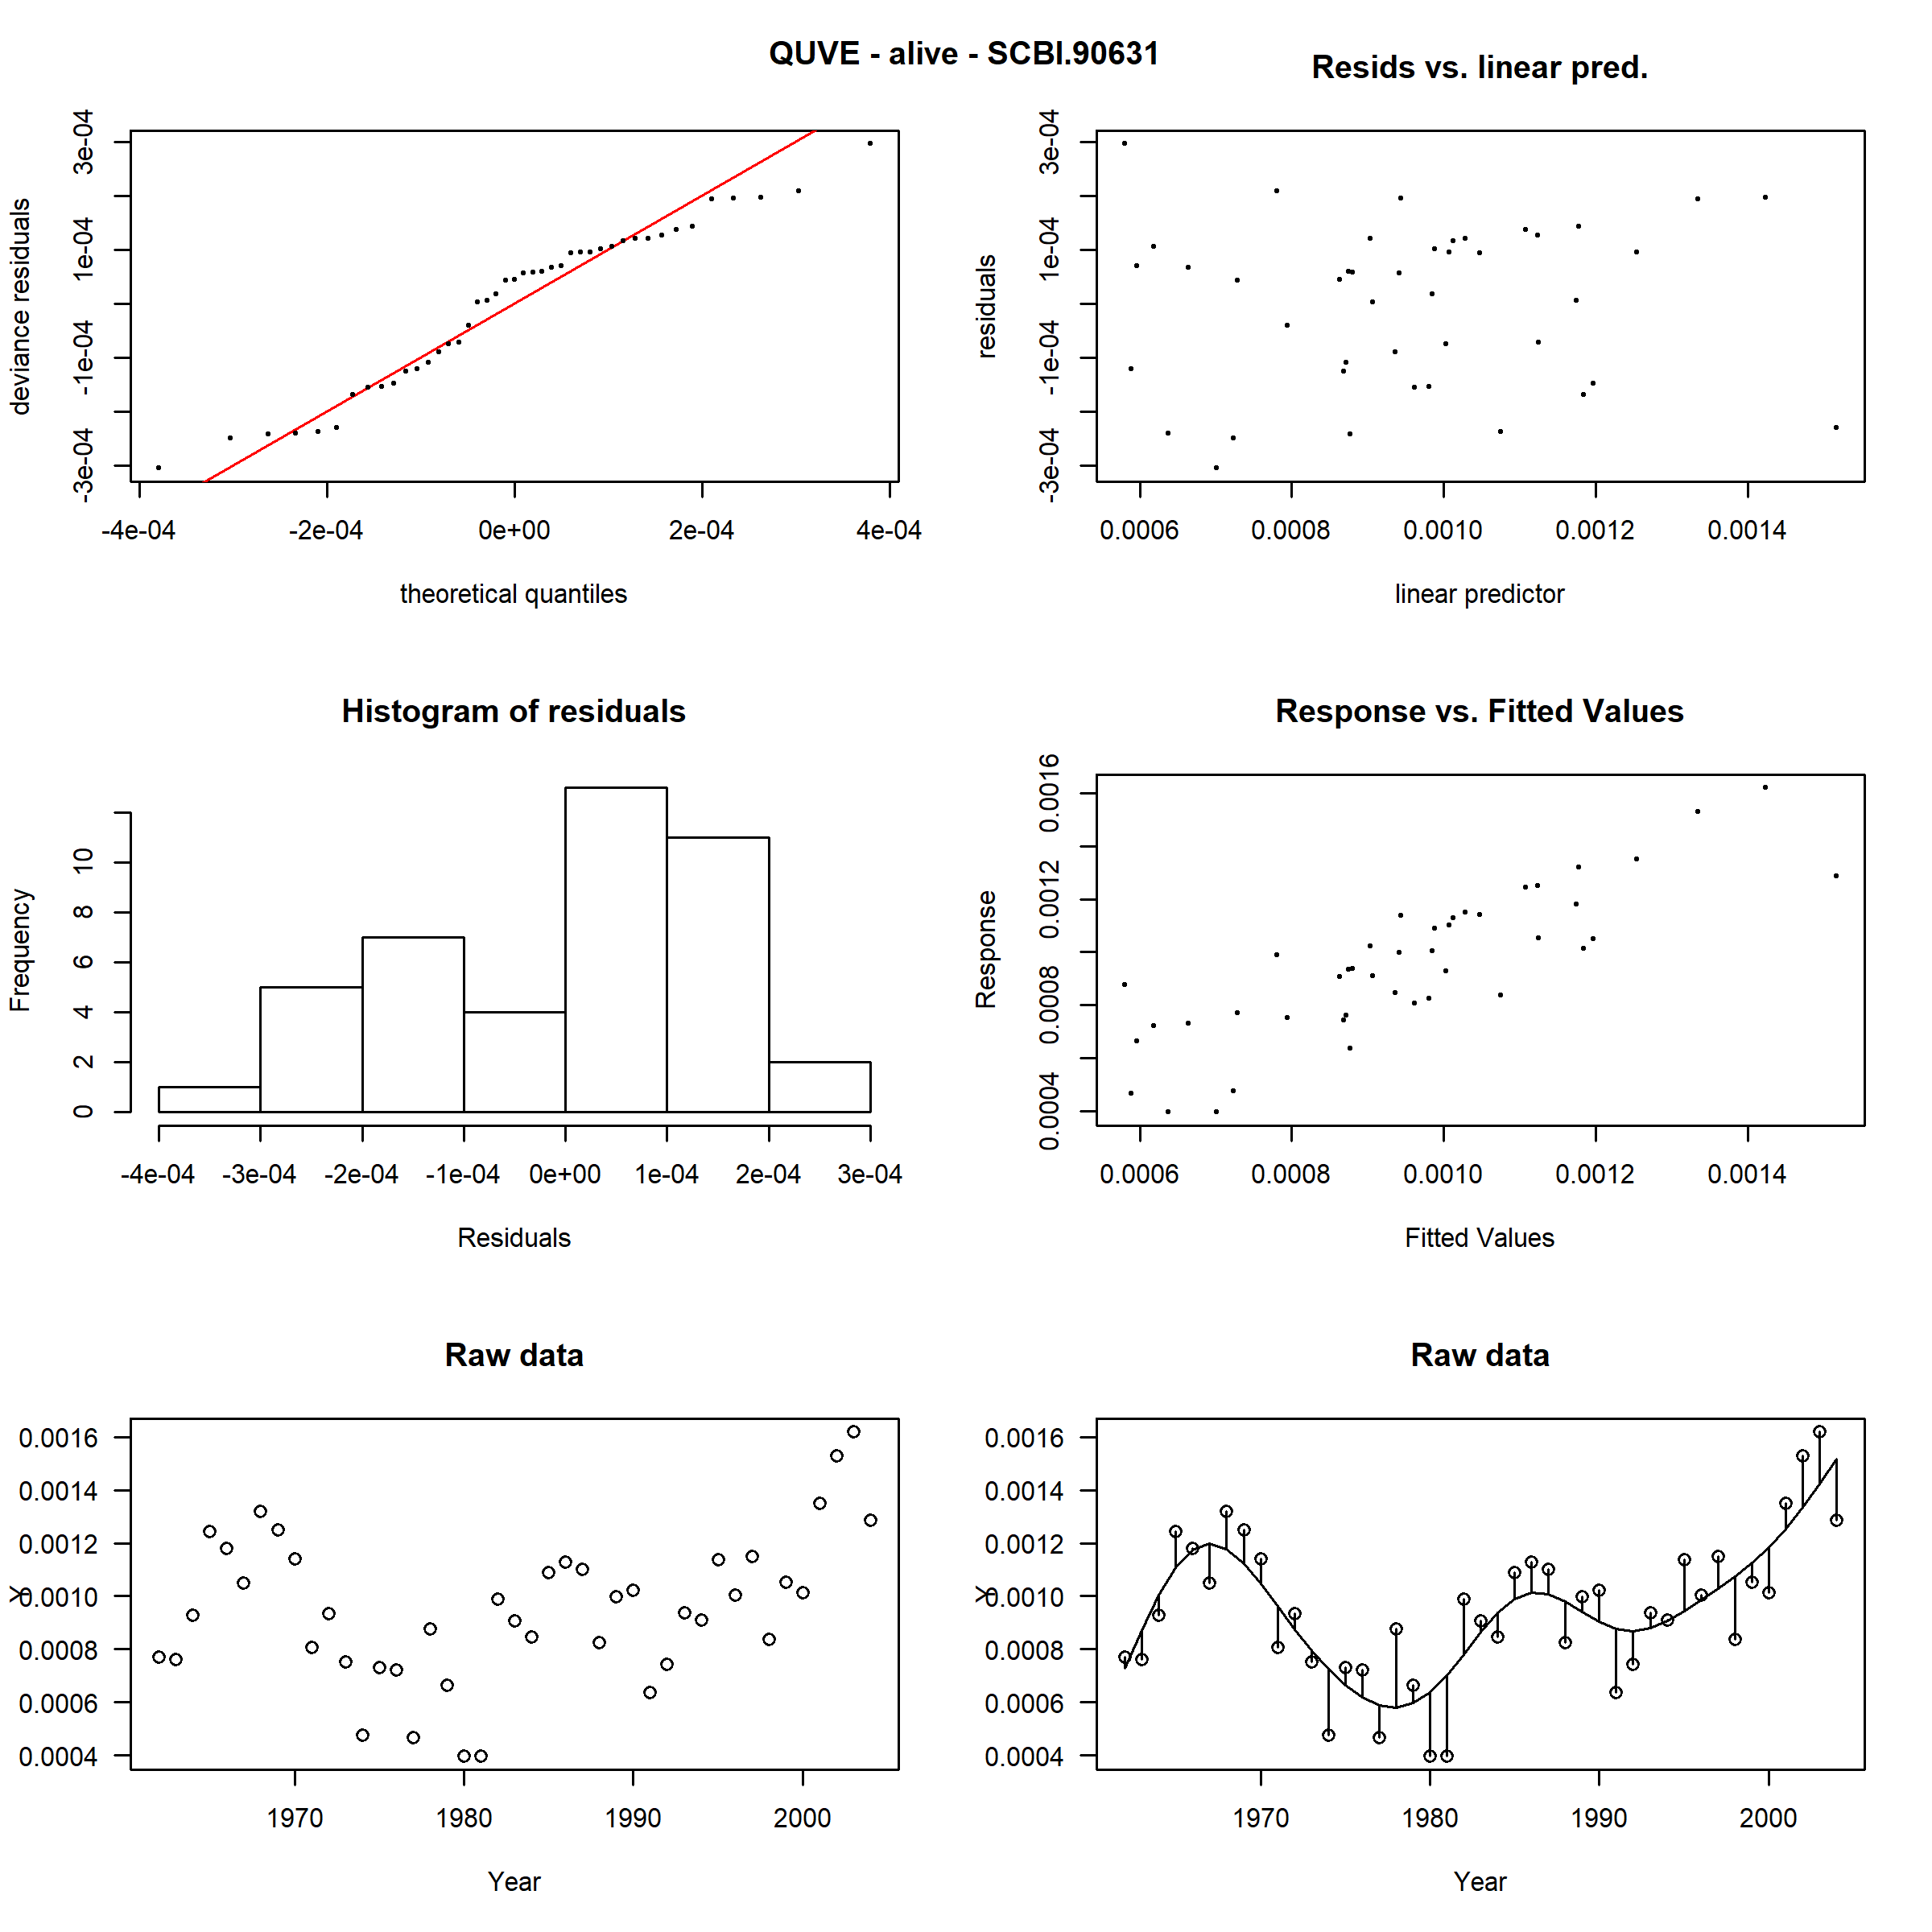 QUVE - alive - SCBI.90631
Resids vs. linear pred.
deviance residuals
-3e-04 -1e-04 1e-04 3e-04
-4e-04 -2e-04 0e+00 2e-04 4e-04
theoretical quantiles
residuals
-3e-04 -1e-04 1e-04 3e-04
0.0006 0.0008 0.0010 0.0012 0.0014
linear predictor
Histogram of residuals
Frequency
0 2 4 6 8 10
-4e-04 -3e-04 -2e-04 -1e-04 0e+00 1e-04 2e-04 3e-04
Residuals
Response vs. Fitted Values
Response
0.0004 0.0008 0.0012 0.0016
0.0006 0.0008 0.0010 0.0012 0.0014
Fitted Values
Raw data
Y
0.0016
0.0014
0.0012
0.0010
0.0008
0.0006
0.0004
1970 1980 1990 2000
Year
Raw data
Y
0.0016
0.0014
0.0012
0.0010
0.0008
0.0006
0.0004
1970 1980 1990 2000
Year